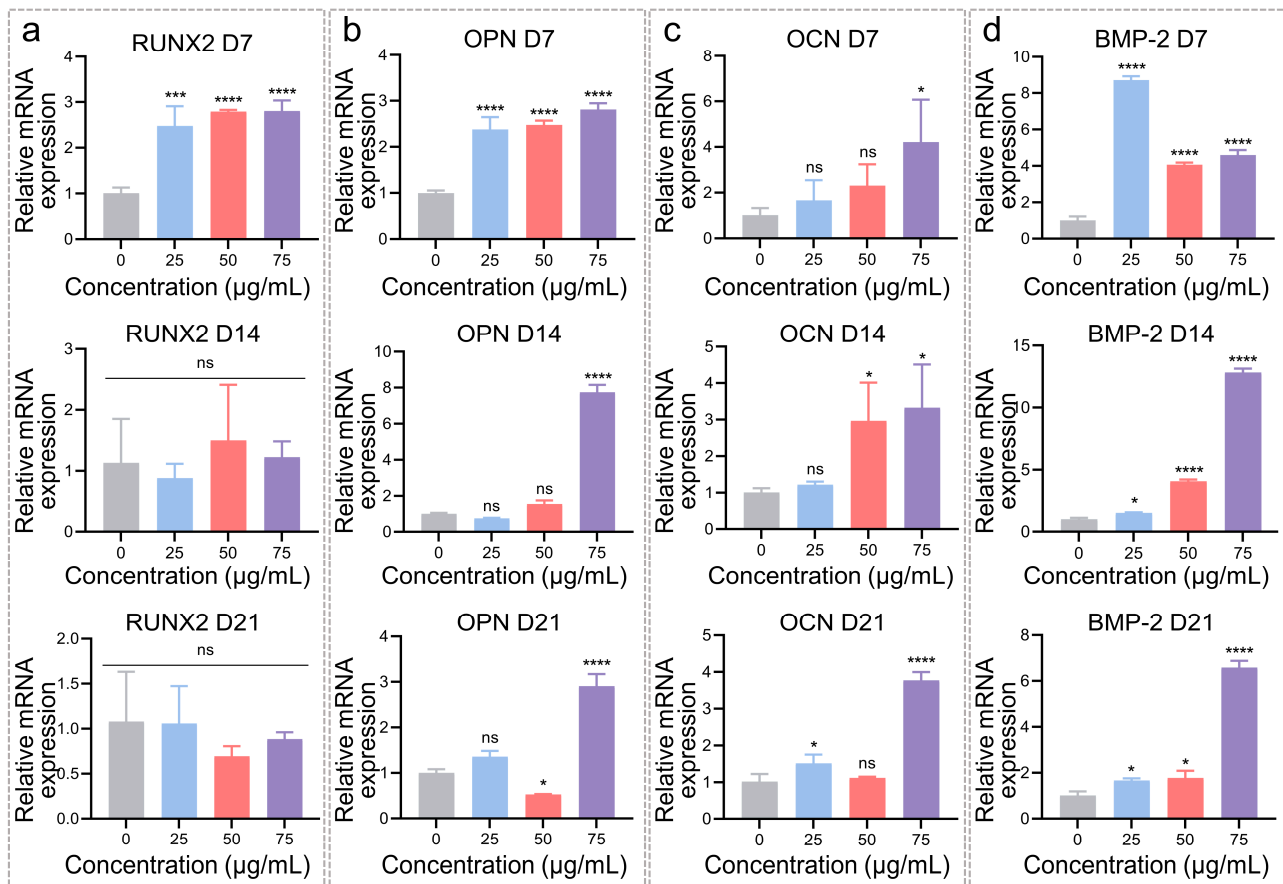 a
RUNX2 D7
Relative mRNA
expression
4
3
2
1
0
***
****
****
0 25 50 75
Concentration (μg/mL)
RUNX2 D14
Relative mRNA
expression
3
2
1
0
ns
0 25 50 75
Concentration (μg/mL)
RUNX2 D21
Relative mRNA
expression
2.0
1.5
1.0
0.5
0.0
ns
0 25 50 75
Concentration (μg/mL)
b
OPN D7
Relative mRNA
expression
4
3
2
1
0
****
****
****
0 25 50 75
Concentration (μg/mL)
OPN D14
Relative mRNA
expression
10
8
6
4
2
0
ns
ns
****
0 25 50 75
Concentration (μg/mL)
OPN D21
Relative mRNA
expression
4
3
2
1
0
ns
*
****
0 25 50 75
Concentration (μg/mL)
c
OCN D7
Relative mRNA
expression
8
6
4
2
0
ns
ns
*
0 25 50 75
Concentration (μg/mL)
OCN D14
Relative mRNA
expression
5
4
3
2
1
0
ns
*
*
0 25 50 75
Concentration (μg/mL)
OCN D21
Relative mRNA
expression
5
4
3
2
1
0
*
ns
****
0 25 50 75
Concentration (μg/mL)
d
BMP-2 D7
Relative mRNA
expression
10
8
6
4
2
0
****
****
****
0 25 50 75
Concentration (μg/mL)
BMP-2 D14
Relative mRNA
expression
15
10
5
0
*
****
****
0 25 50 75
Concentration (μg/mL)
BMP-2 D21
Relative mRNA
expression
8
6
4
2
0
*
*
****
0 25 50 75
Concentration (μg/mL)